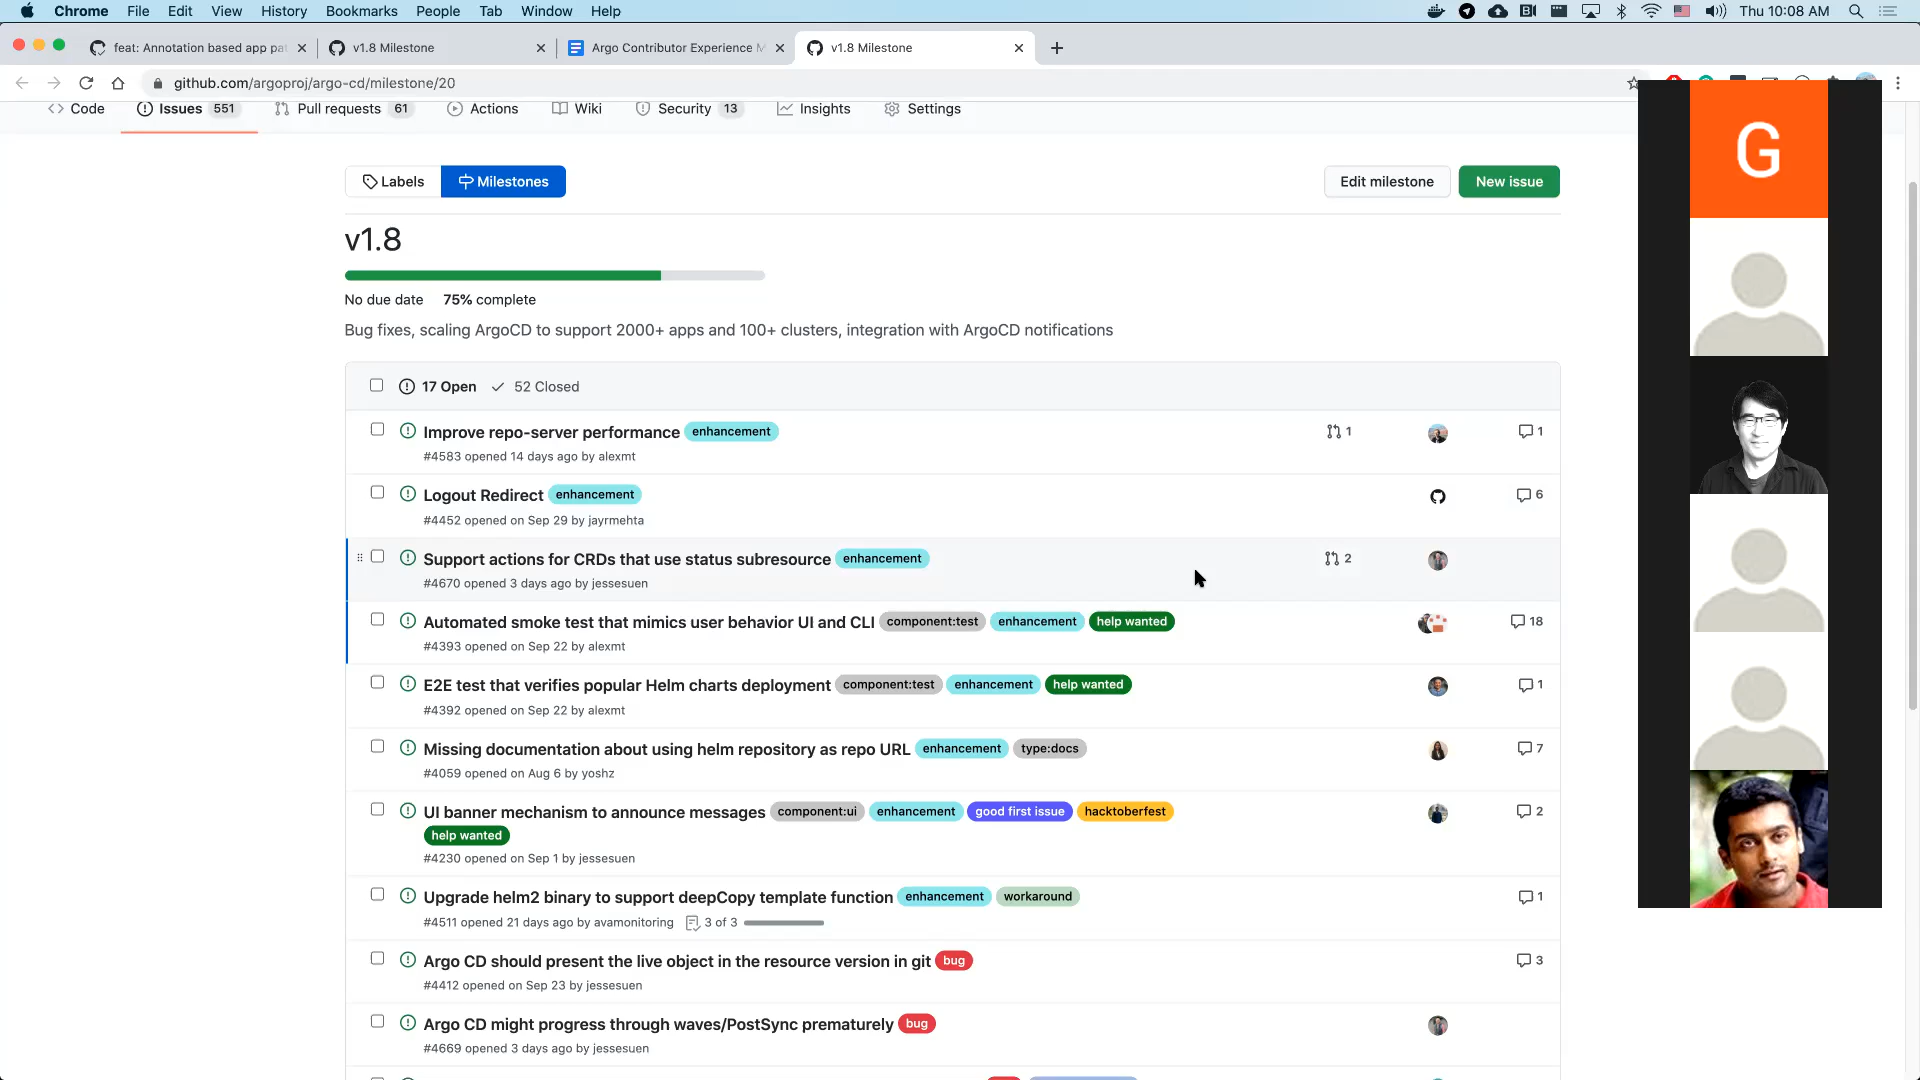 Chrome File Edit View History Bookmarks People Tab Window Help Thu 10:08 AM
feat: Annotation based app pat v1.8 Milestone Argo Contributor Experience M v1.8 Milestone
github.com/argoproj/argo-cd/milestone/20
Code Issues 551 Pull requests 61 Actions Wiki Security 13 Insights Settings
Labels Milestones Edit milestone New issue
v1.8
No due date 75% complete
Bug fixes, scaling ArgoCD to support 2000+ apps and 100+ clusters, integration with ArgoCD notifications
17 Open 52 Closed
Improve repo-server performance enhancement 1 1
#4583 opened 14 days ago by alexmt
Logout Redirect enhancement 6
#4452 opened on Sep 29 by jayrmehta
Support actions for CRDs that use status subresource enhancement 2
#4670 opened 3 days ago by jessesuen
Automated smoke test that mimics user behavior UI and CLI component:test enhancement help wanted 18
#4393 opened on Sep 22 by alexmt
E2E test that verifies popular Helm charts deployment component:test enhancement help wanted 1
#4392 opened on Sep 22 by alexmt
Missing documentation about using helm repository as repo URL enhancement type:docs 7
#4059 opened on Aug 6 by yoshz
UI banner mechanism to announce messages component:ui enhancement good first issue hacktoberfest 2
help wanted
#4230 opened on Sep 1 by jessesuen
Upgrade helm2 binary to support deepCopy template function enhancement workaround 1
#4511 opened 21 days ago by avamonitoring 3 of 3
Argo CD should present the live object in the resource version in git bug 3
#4412 opened on Sep 23 by jessesuen
Argo CD might progress through waves/PostSync prematurely bug
#4669 opened 3 days ago by jessesuen
G